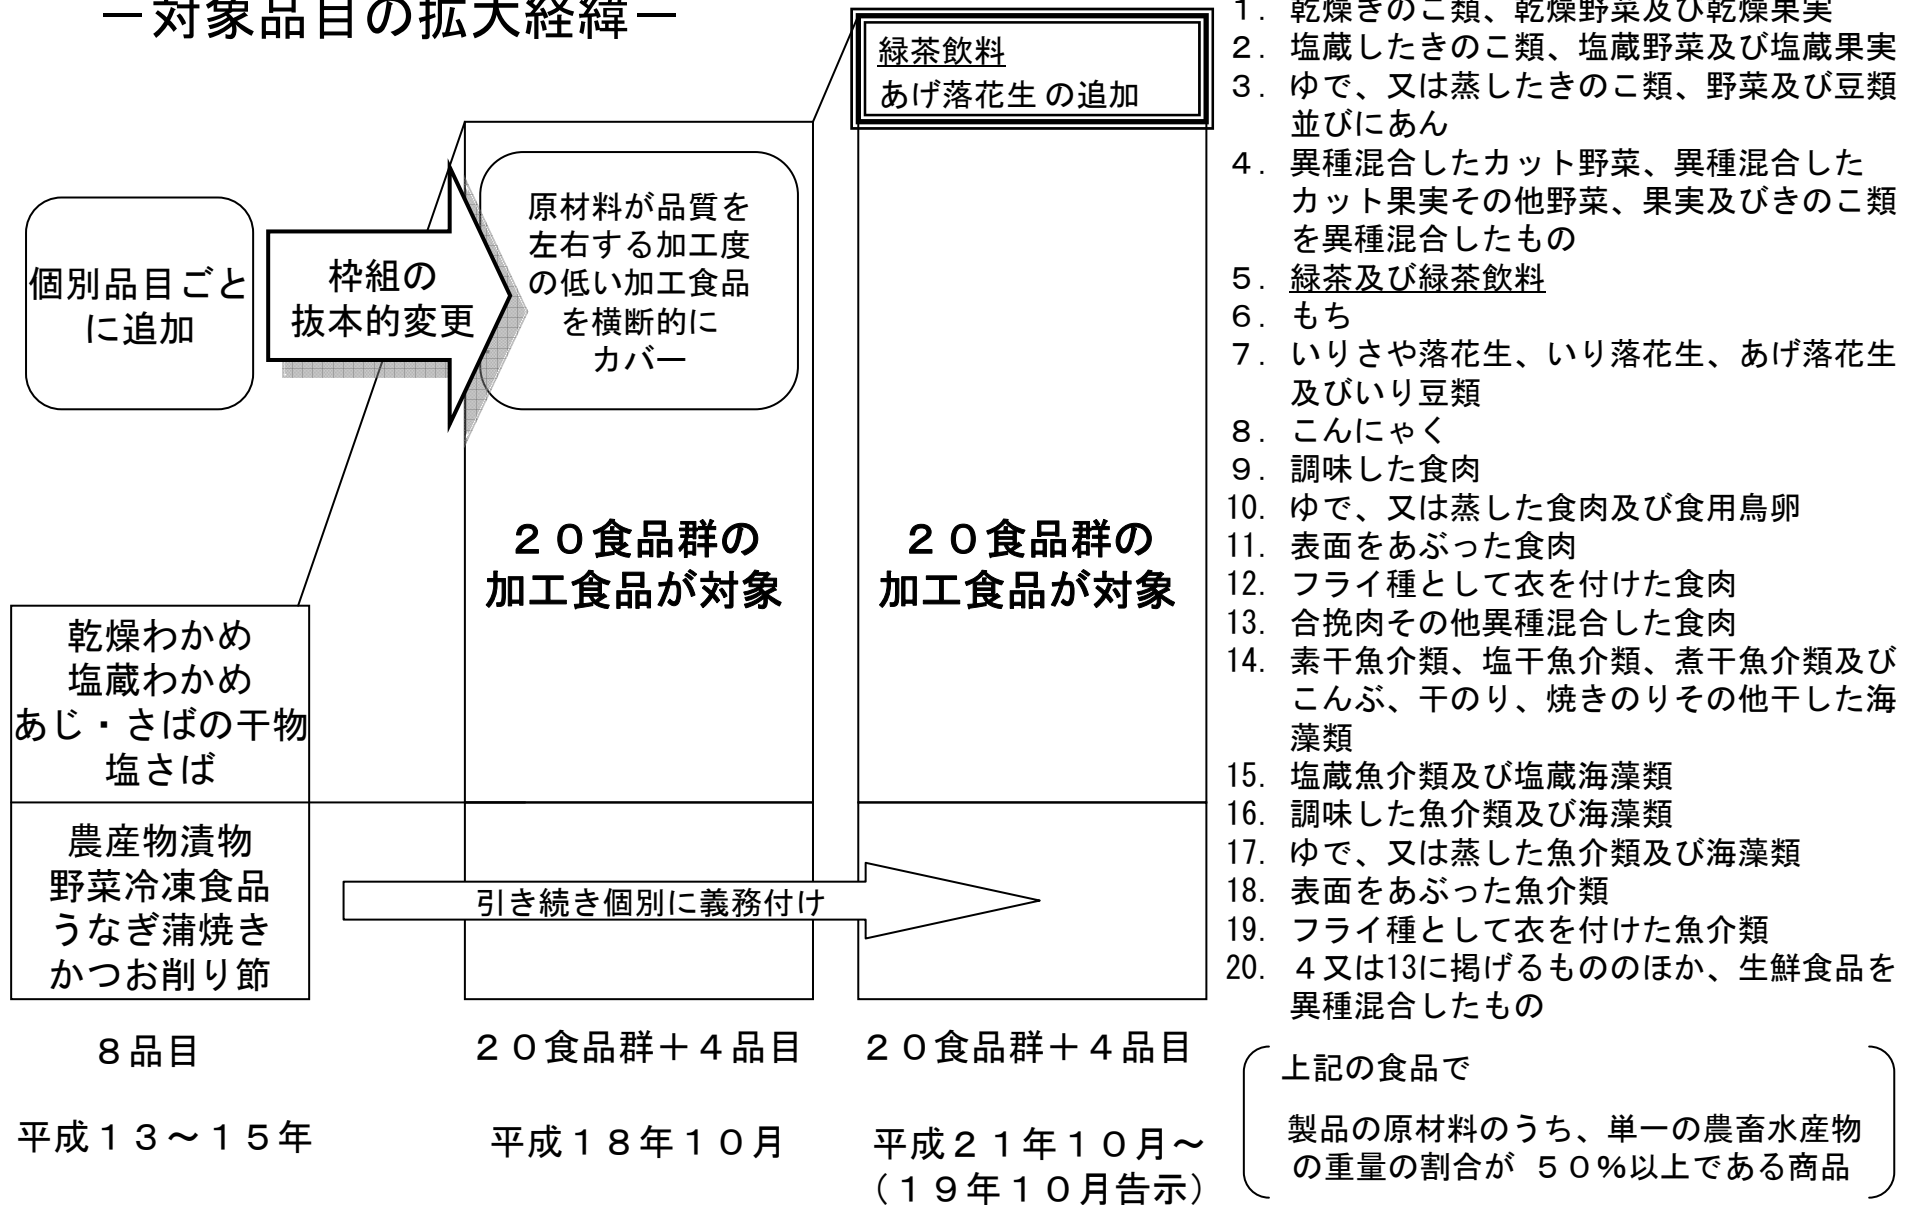 －対象品目の拡大経緯－
緑茶飲料
あげ落花生 の追加
個別品目ごと
に追加
枠組の
抜本的変更
原材料が品質を
左右する加工度
の低い加工食品
を横断的に
カバー
２０食品群の
加工食品が対象
２０食品群の
加工食品が対象
乾燥わかめ
塩蔵わかめ
あじ・さばの干物
塩さば
農産物漬物
野菜冷凍食品
うなぎ蒲焼き
かつお削り節
引き続き個別に義務付け
８品目
２０食品群＋４品目
２０食品群＋４品目
平成１３～１５年
平成１８年１０月
平成２１年１０月～
（１９年１０月告示）
１． 乾燥きのこ類、乾燥野菜及び乾燥果実
２． 塩蔵したきのこ類、塩蔵野菜及び塩蔵果実
３． ゆで、又は蒸したきのこ類、野菜及び豆類
並びにあん
４． 異種混合したカット野菜、異種混合した
カット果実その他野菜、果実及びきのこ類
を異種混合したもの
５． 緑茶及び緑茶飲料
６． もち
７． いりさや落花生、いり落花生、あげ落花生
及びいり豆類
８． こんにゃく
９． 調味した食肉
10. ゆで、又は蒸した食肉及び食用鳥卵
11. 表面をあぶった食肉
12. フライ種として衣を付けた食肉
13. 合挽肉その他異種混合した食肉
14. 素干魚介類、塩干魚介類、煮干魚介類及び
こんぶ、干のり、焼きのりその他干した海
藻類
15. 塩蔵魚介類及び塩蔵海藻類
16. 調味した魚介類及び海藻類
17. ゆで、又は蒸した魚介類及び海藻類
18. 表面をあぶった魚介類
19. フライ種として衣を付けた魚介類
20. ４又は13に掲げるもののほか、生鮮食品を
異種混合したもの
上記の食品で
製品の原材料のうち、単一の農畜水産物
の重量の割合が ５０％以上である商品